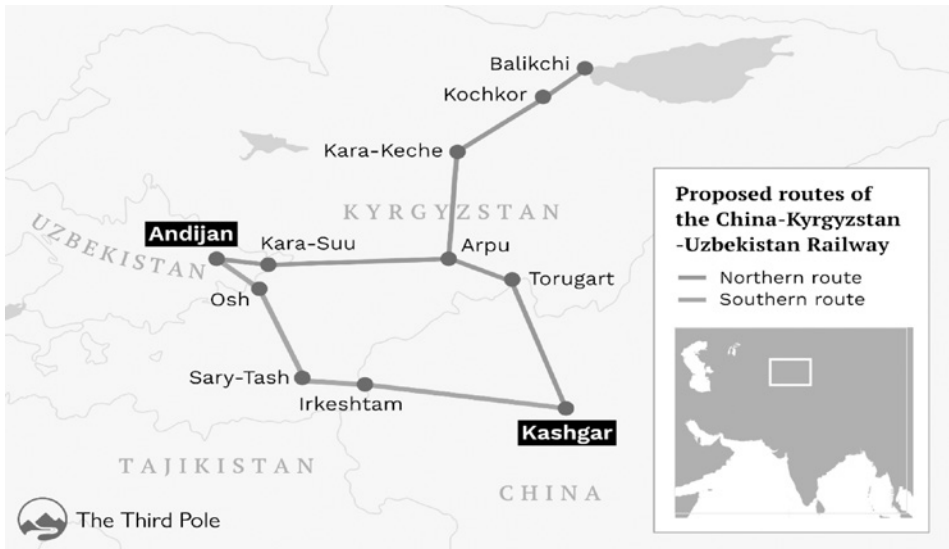 Balikchi
Kochkor
Kara-Keche
KYRGYZSTAN
UZBEKISTAN
Andijan
Kara-Suu
Arpu
Torugart
Osh
Sary-Tash
Irkeshtam
Kashgar
TAJIKISTAN
CHINA
The Third Pole
Proposed routes of
the China-Kyrgyzstan
-Uzbekistan Railway
Northern route
Southern route